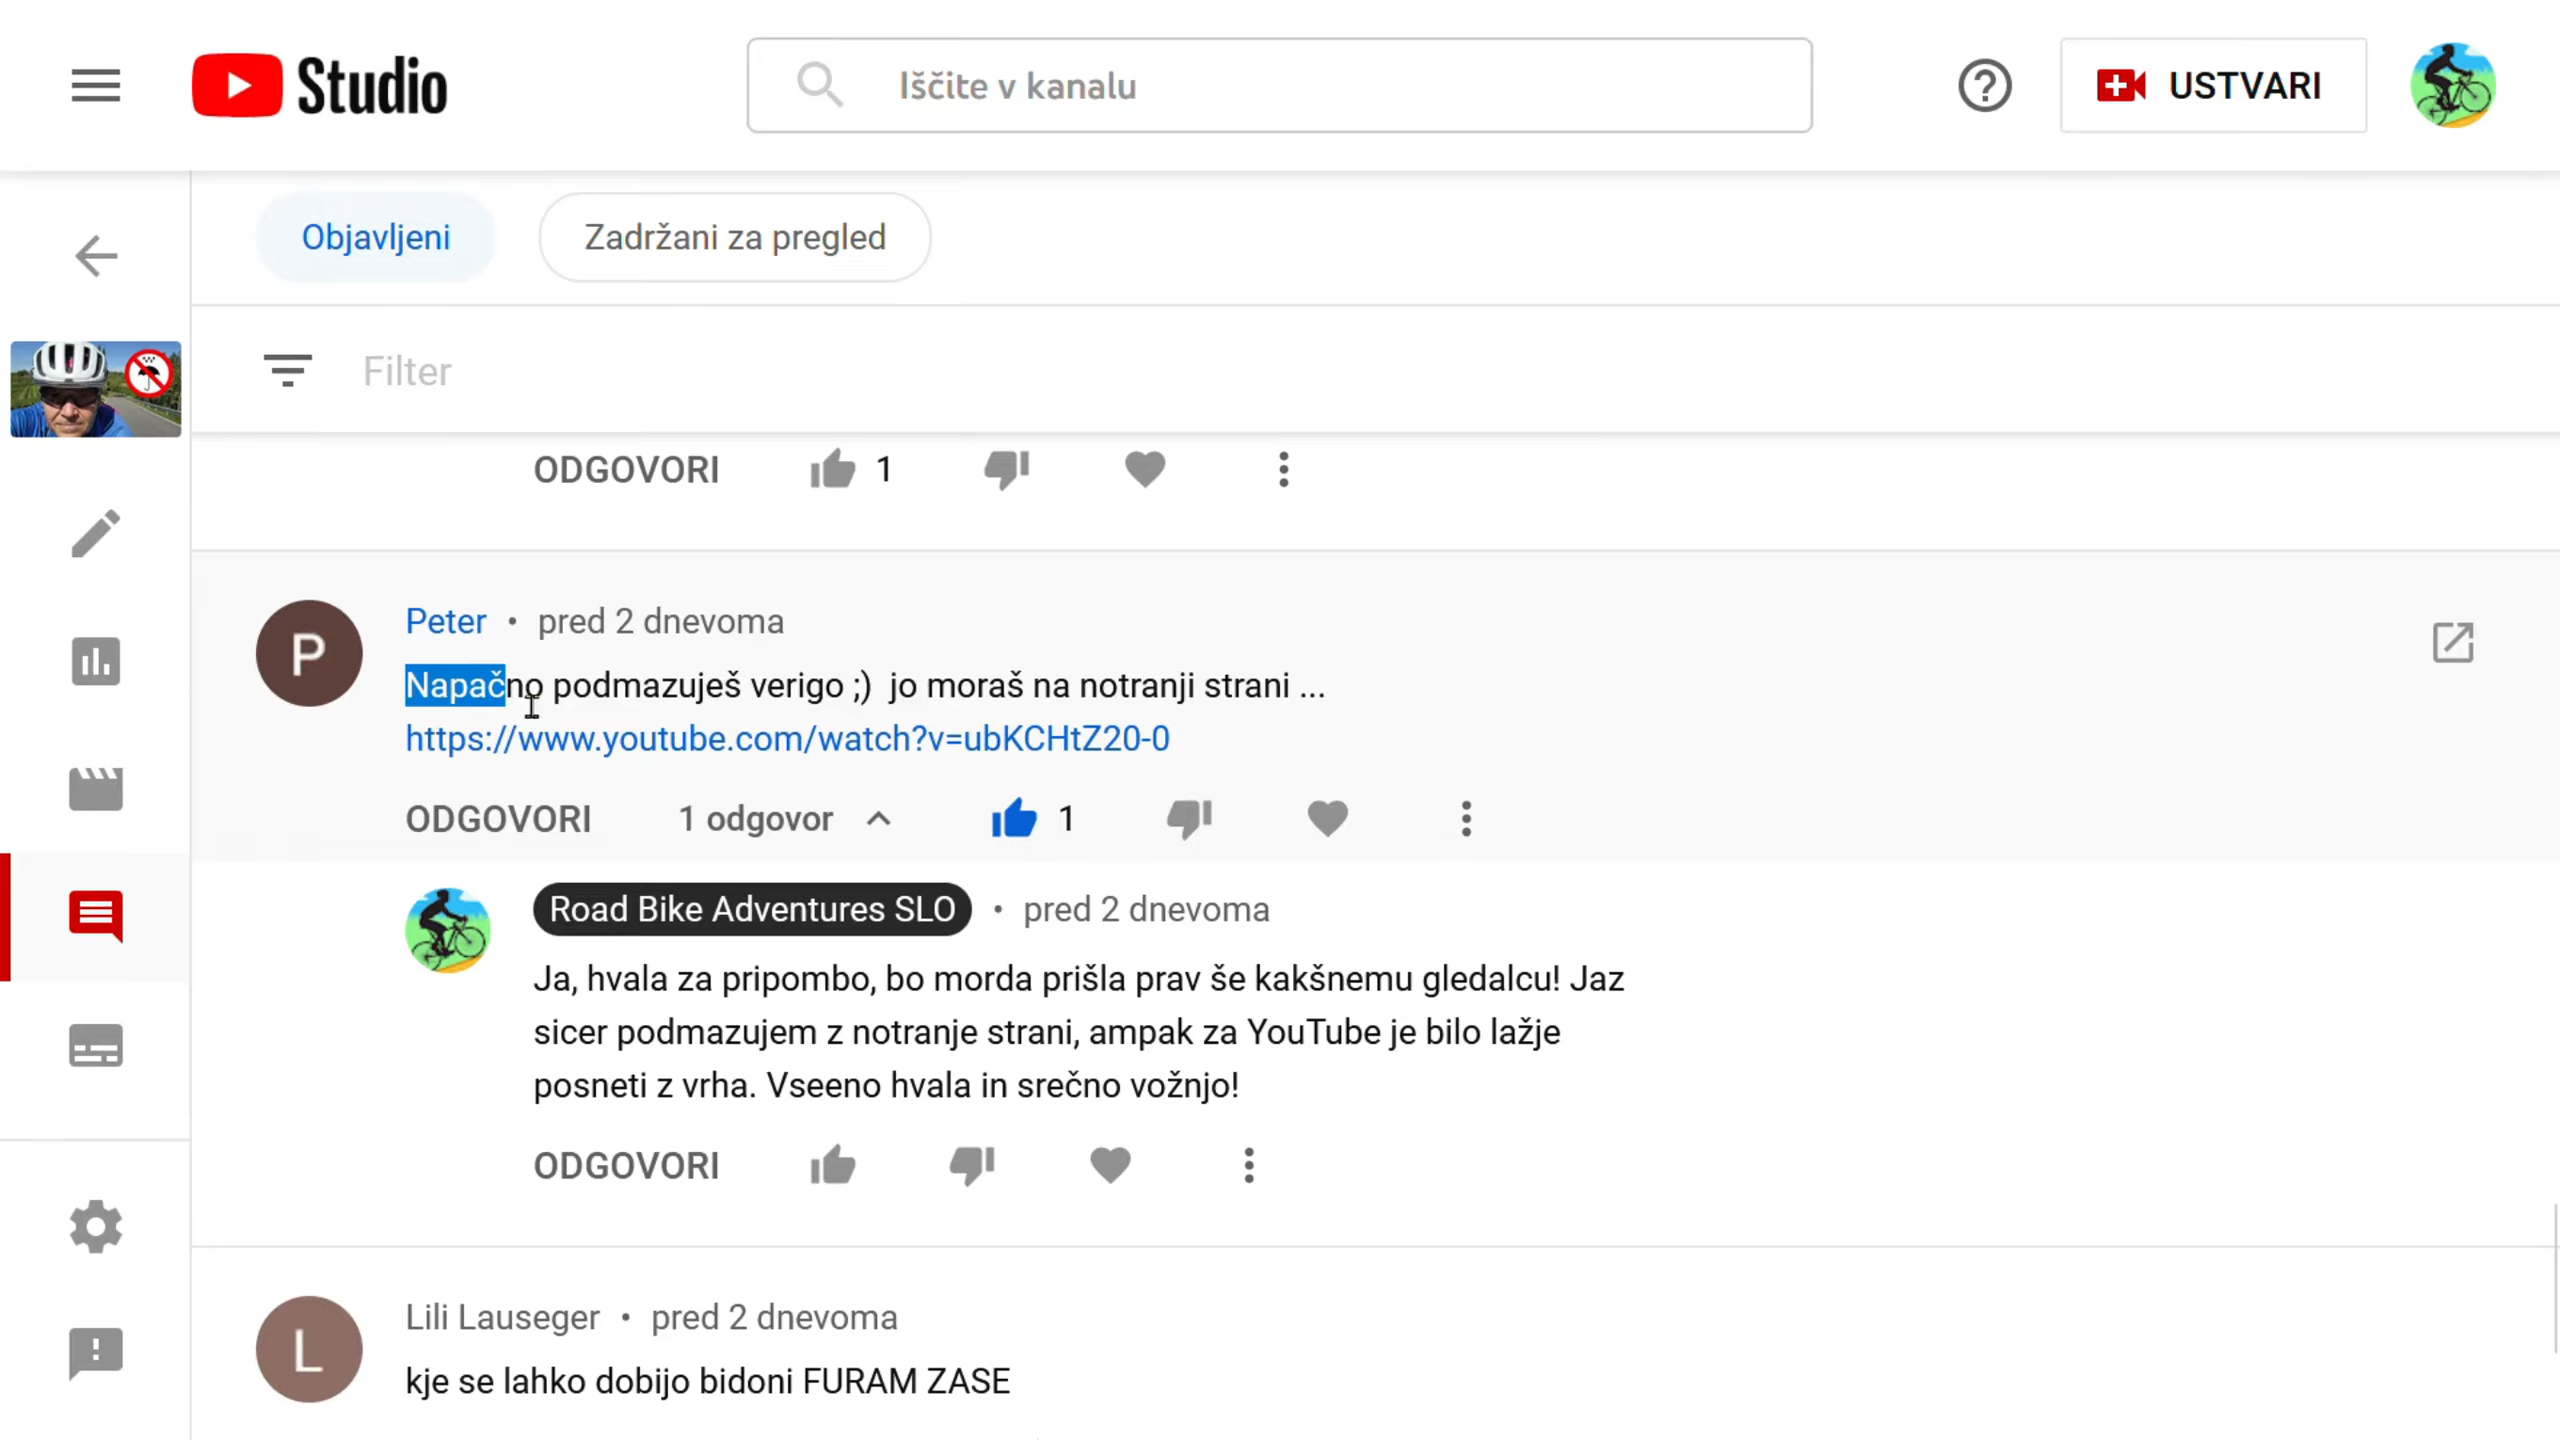 Studio
Iščite v kanalu
USTVARI
Objavljeni
Zadržani za pregled
Filter
ODGOVORI 1
P
Peter • pred 2 dnevoma
Napačno podmazuješ verigo ;) jo moraš na notranji strani ...
https://www.youtube.com/watch?v=ubKCHtZ20-0
ODGOVORI 1 odgovor 1
Road Bike Adventures SLO • pred 2 dnevoma
Ja, hvala za pripombo, bo morda prišla prav še kakšnemu gledalcu! Jaz
sicer podmazujem z notranje strani, ampak za YouTube je bilo lažje
posneti z vrha. Vseeno hvala in srečno vožnjo!
ODGOVORI
L
Lili Lauseger • pred 2 dnevoma
kje se lahko dobijo bidoni FURAM ZASE